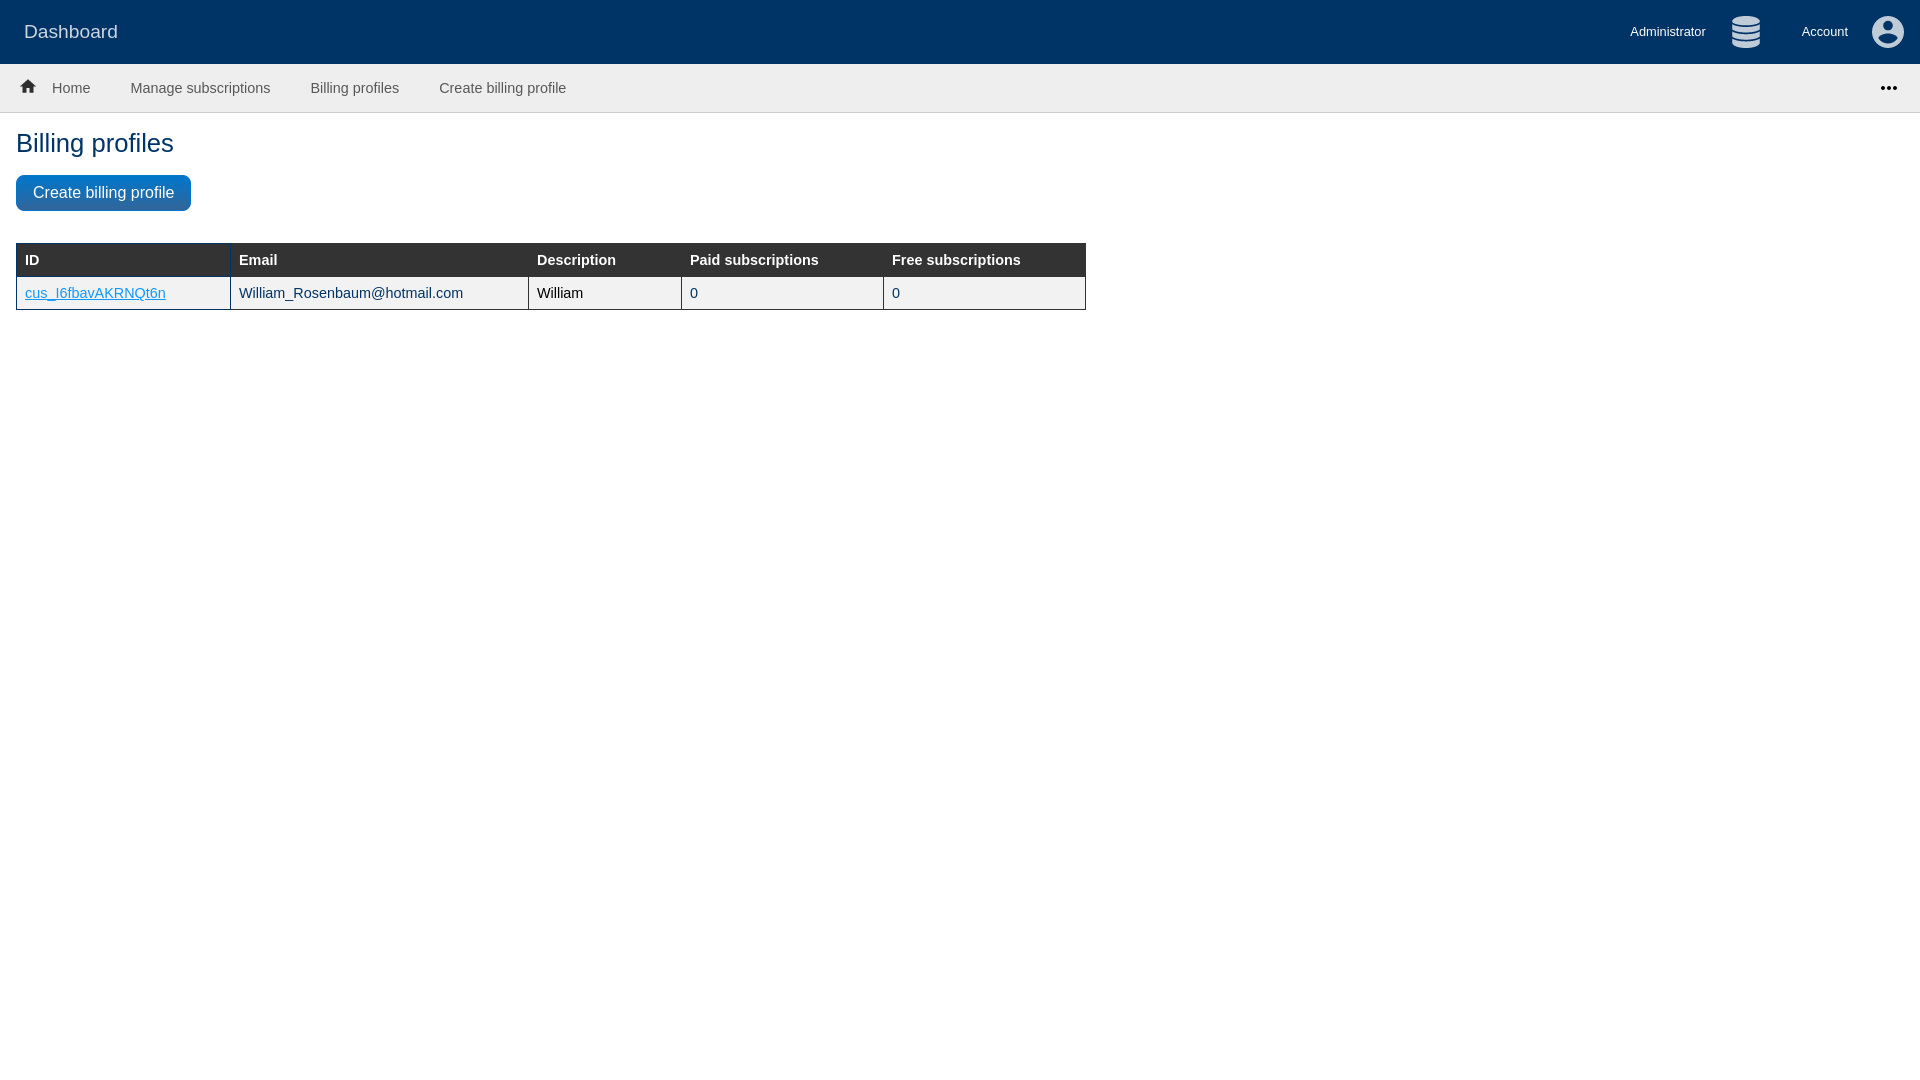 Dashboard
Administrator
Account
Home
Manage subscriptions
Billing profiles
Create billing profile
Billing profiles
Create billing profile
ID Email Description Paid subscriptions Free subscriptions
cus_I6fbavAKRNQt6n William_Rosenbaum@hotmail.com William 0 0